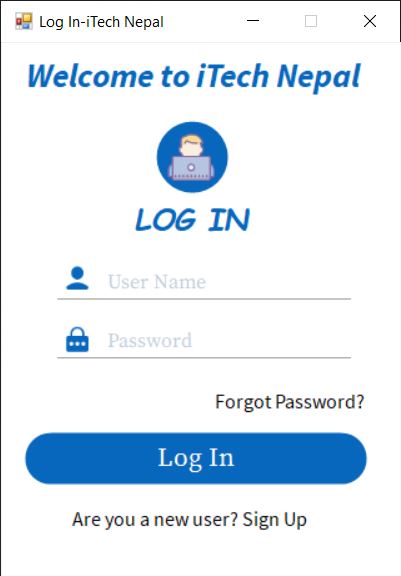 Log In-iTech Nepal
Welcome to iTech Nepal
LOG IN
User Name
Password
Forgot Password?
Log In
Are you a new user? Sign Up